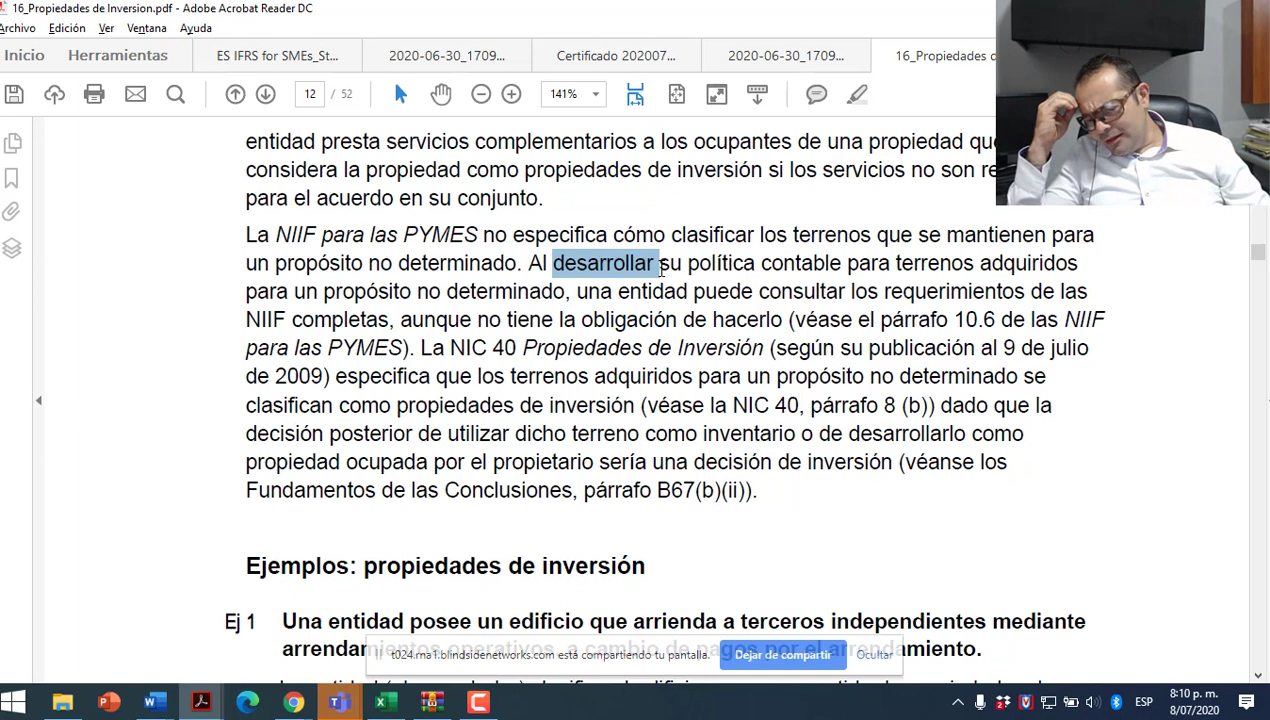 16_Propiedades de Inversion.pdf - Adobe Acrobat Reader DC
Archivo Edición Ver Ventana Ayuda
Inicio Herramientas ES IFRS for SMEs_St... 2020-06-30_1709... Certificado 202007... 2020-06-30_1709... 16_Propiedades de
12 / 52 141%
entidad presta servicios complementarios a los ocupantes de una propiedad
considera la propiedad como propiedades de inversión si los servicios no son
para el acuerdo en su conjunto.
La NIIF para las PYMES no especifica cómo clasificar los terrenos que se mantienen para
un propósito no determinado. Al desarrollar su política contable para terrenos adquiridos
para un propósito no determinado, una entidad puede consultar los requerimientos de las
NIIF completas, aunque no tiene la obligación de hacerlo (véase el párrafo 10.6 de las NIIF
para las PYMES). La NIC 40 Propiedades de Inversión (según su publicación al 9 de julio
de 2009) especifica que los terrenos adquiridos para un propósito no determinado se
clasifican como propiedades de inversión (véase la NIC 40, párrafo 8 (b)) dado que la
decisión posterior de utilizar dicho terreno como inventario o de desarrollarlo como
propiedad ocupada por el propietario sería una decisión de inversión (véanse los
Fundamentos de las Conclusiones, párrafo B67(b)(ii)).
Ejemplos: propiedades de inversión
Ej 1 Una entidad posee un edificio que arrienda a terceros independientes mediante
arrendamientos operativos, a cambio de pagos por el arrendamiento.
t024.ma1.blindsidenetworks.com está compartiendo tu pantalla. Dejar de compartir Ocultar
ESP
8:10 p. m.
8/07/2020